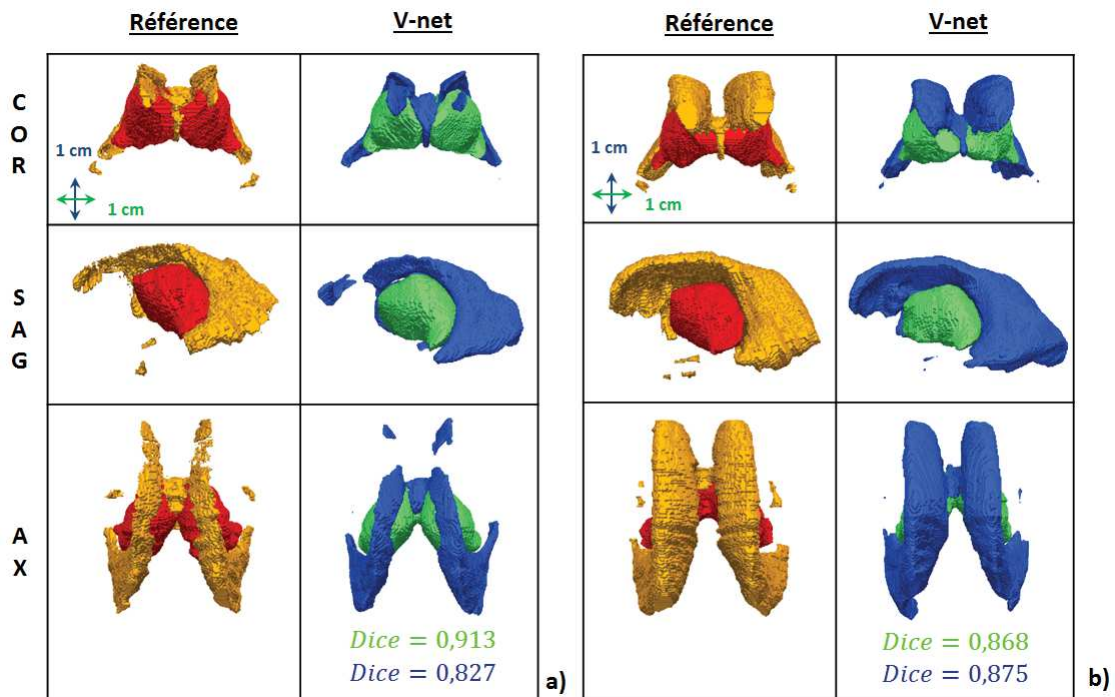 Référence V-net Référence V-net
C
O
R
1 cm
1 cm
1 cm
1 cm
S
A
G
A
X
Dice = 0,913
Dice = 0,827
a)
Dice = 0,868
Dice = 0,875
b)